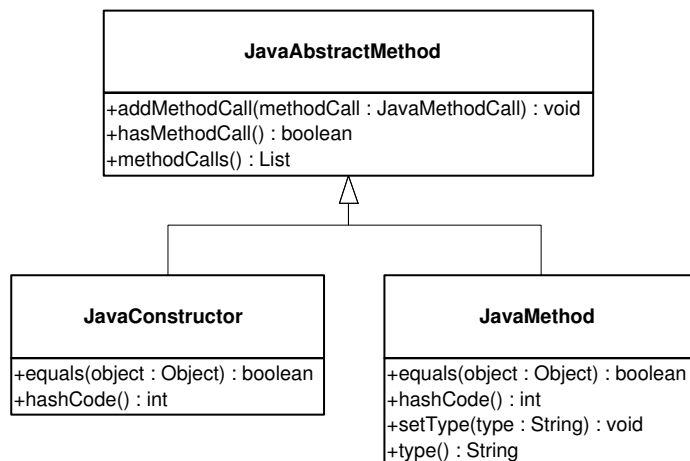 JavaAbstractMethod
+addMethodCall(methodCall : JavaMethodCall) : void
+hasMethodCall() : boolean
+methodCalls() : List
JavaConstructor
+equals(object : Object) : boolean
+hashCode() : int
JavaMethod
+equals(object : Object) : boolean
+hashCode() : int
+setType(type : String) : void
+type() : String